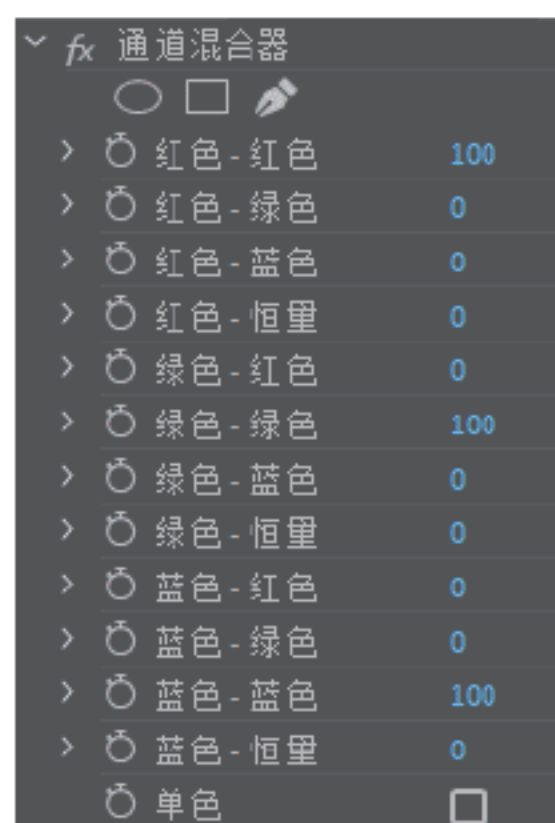 fx 通道混合器
红色-红色 100
红色-绿色 0
红色-蓝色 0
红色-恒量 0
绿色-红色 0
绿色-绿色 100
绿色-蓝色 0
绿色-恒量 0
蓝色-红色 0
蓝色-绿色 0
蓝色-蓝色 100
蓝色-恒量 0
单色